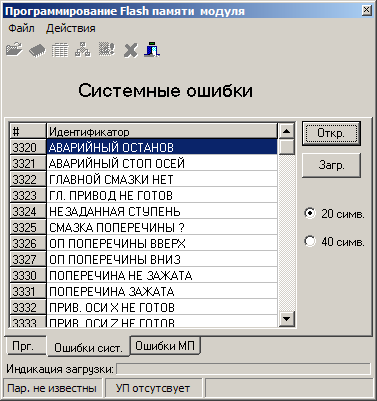 Программирование Flash памяти модуля
Файл Действия
Системные ошибки
# Идентификатор
3320 АВАРИЙНЫЙ ОСТАНОВ
3321 АВАРИЙНЫЙ СТОП ОСЕЙ
3322 ГЛАВНОЙ СМАЗКИ НЕТ
3323 ГЛ. ПРИВОД НЕ ГОТОВ
3324 НЕЗАДАННАЯ СТУПЕНЬ
3325 СМАЗКА ПОПЕРЕЧИНЫ ?
3326 ОП ПОПЕРЕЧИНЫ ВВЕРХ
3327 ОП ПОПЕРЕЧИНЫ ВНИЗ
3330 ПОПЕРЕЧИНА НЕ ЗАЖАТА
3331 ПОПЕРЕЧИНА ЗАЖАТА
3332 ПРИВ. ОСИ X НЕ ГОТОВ
3333 ПРИВ. ОСИ Z НЕ ГОТОВ
Откр.
Загр.
20 симв.
40 симв.
Прг. Ошибки сист. Ошибки МП
Индикация загрузки:
Пар. не известны УП отсутсвует